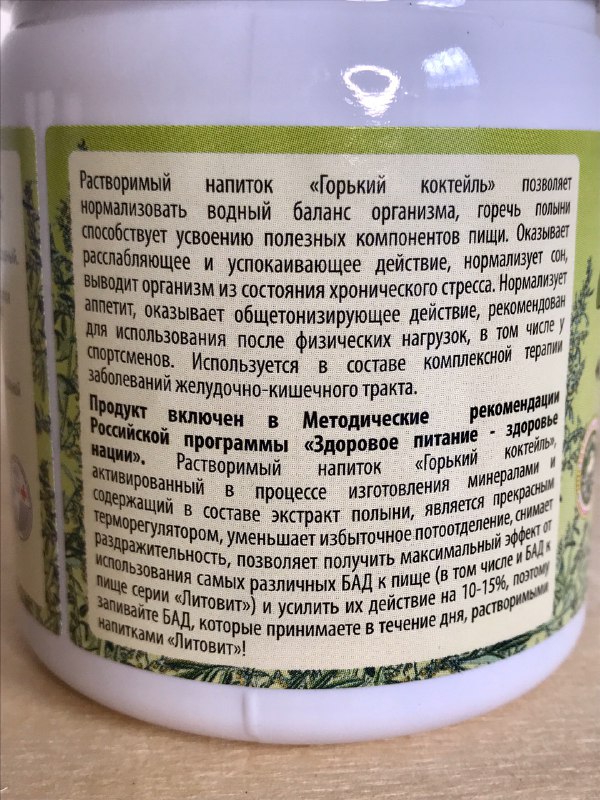 Растворимый напиток «Горький коктейль» позволяет
нормализовать водный баланс организма, горечь полыни
способствует усвоению полезных компонентов пищи. Оказывает
расслабляющее и успокаивающее действие, нормализует сон,
выводит организм из состояния хронического стресса. Нормализует
аппетит, оказывает общетонизирующее действие, рекомендован
для использования после физических нагрузок, в том числе у
спортсменов. Используется в составе комплексной терапии
заболеваний желудочно-кишечного тракта.
Продукт включен в Методические рекомендации
Российской программы «Здоровое питание - здоровье
нации». Растворимый напиток «Горький коктейль»,
активированный в процессе изготовления минералами и
содержащий в составе экстракт полыни, является прекрасным
терморегулятором, уменьшает избыточное потоотделение, снимает
раздражительность, позволяет получить максимальный эффект от
использования самых различных БАД к пище (в том числе и БАД к
пище серии «Литовит») и усилить их действие на 10-15%, поэтому
запивайте БАД, которые принимаете в течение дня, растворимыми
напитками «Литовит»!